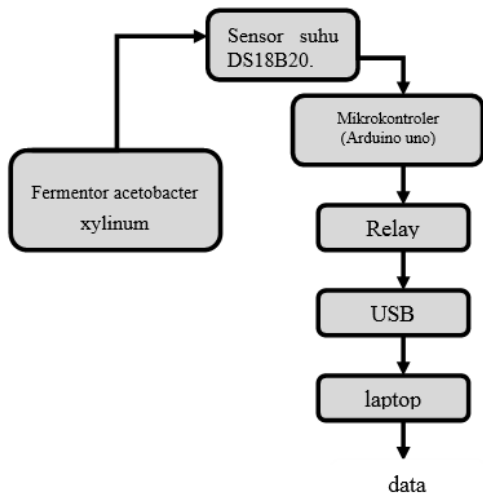 Sensor suhu
DS18B20.
Mikrokontroler
(Arduino uno)
Fermentor acetobacter
xylinum
Relay
USB
laptop
data